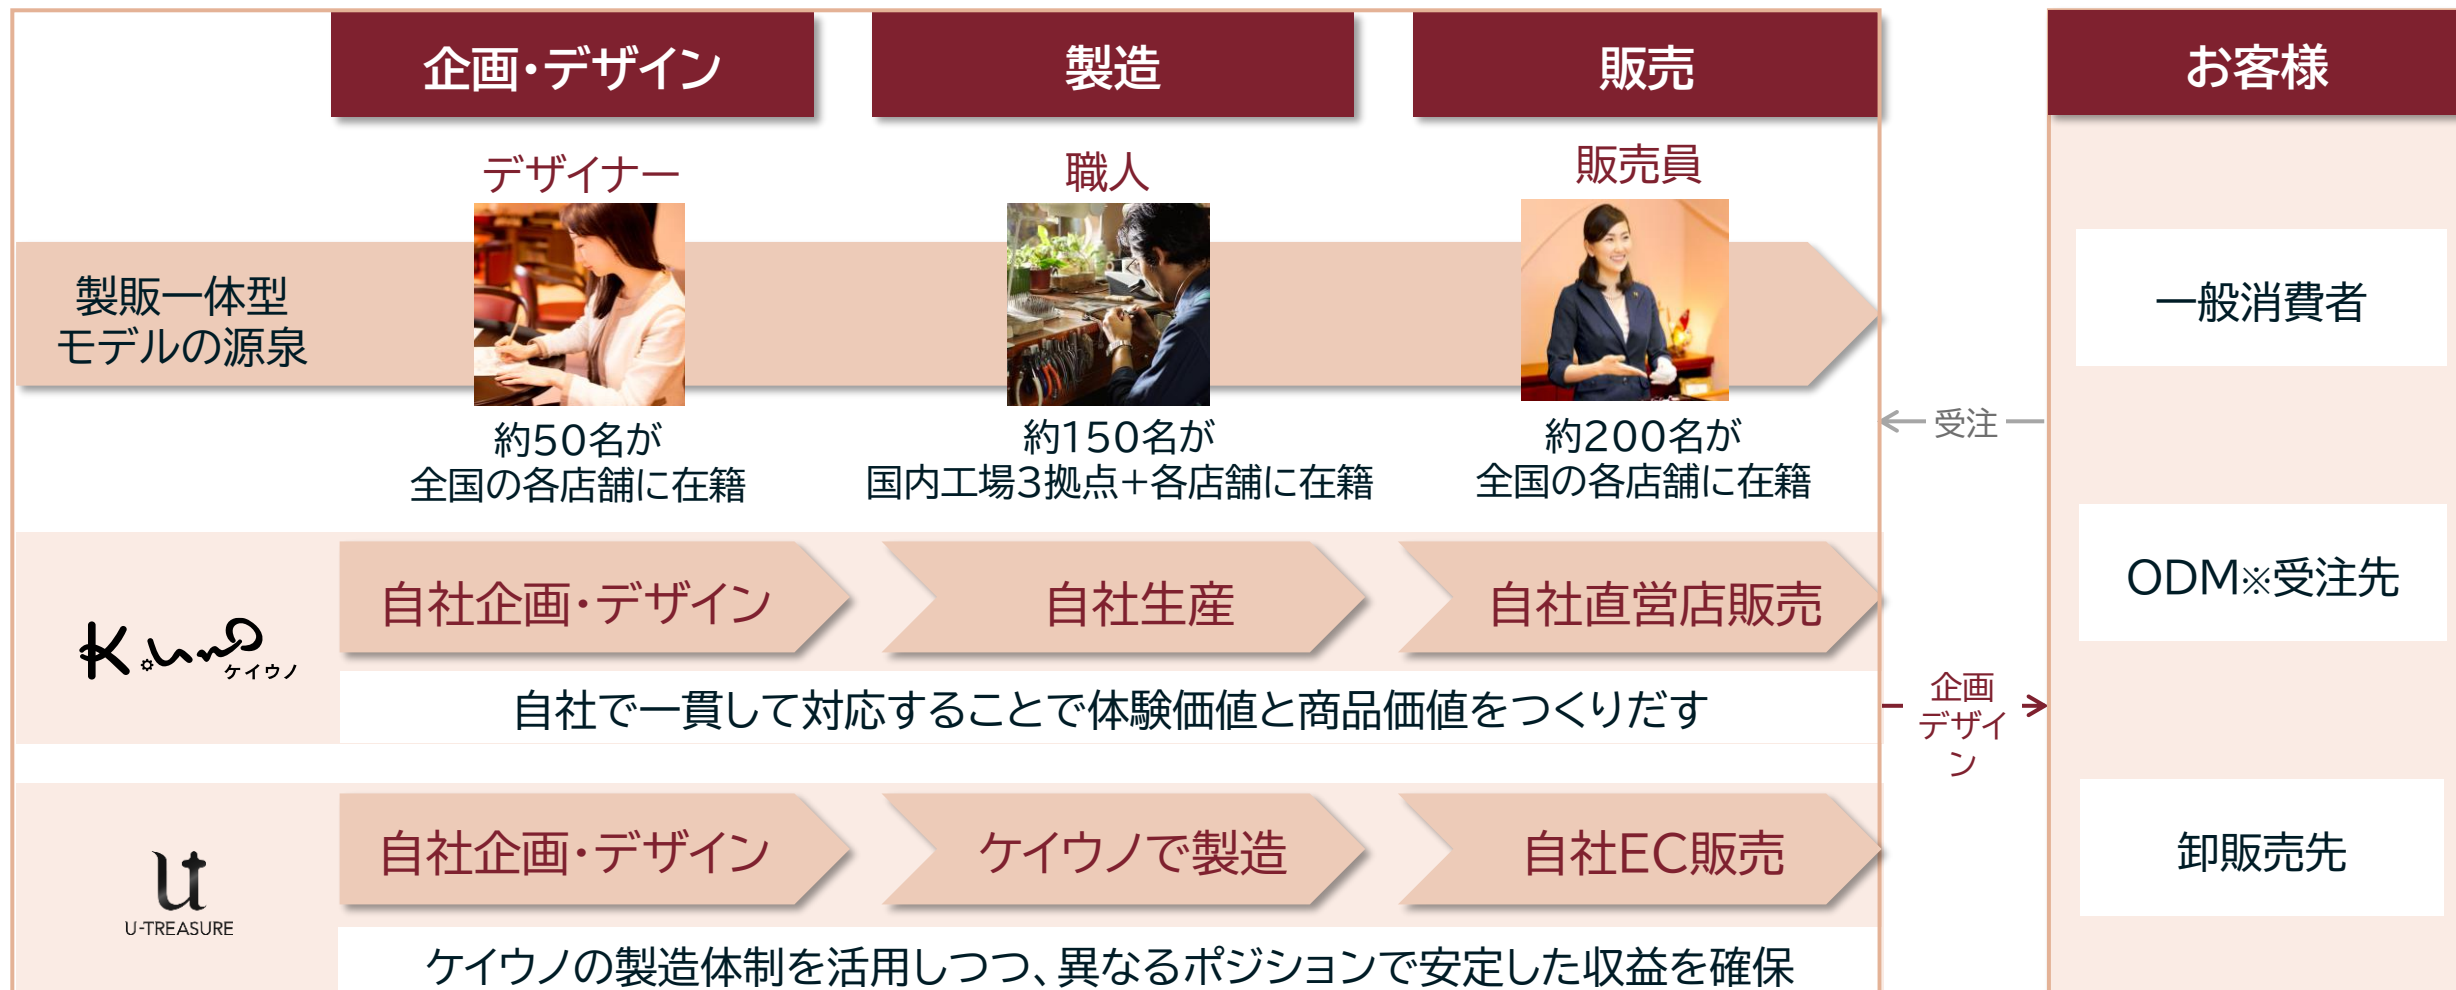 企画・デザイン
製造
販売
お客様
デザイナー
職人
販売員
製販一体型
モデルの源泉
約50名が
全国の各店舗に在籍
約150名が
国内工場3拠点+各店舗に在籍
約200名が
全国の各店舗に在籍
一般消費者
受注
K.uno
ケイウノ
自社企画・デザイン
自社生産
自社直営店販売
ODM※受注先
自社で一貫して対応することで体験価値と商品価値をつくりだす
企画
デザイ
ン
U-TREASURE
自社企画・デザイン
ケイウノで製造
自社EC販売
卸販売先
ケイウノの製造体制を活用しつつ、異なるポジションで安定した収益を確保